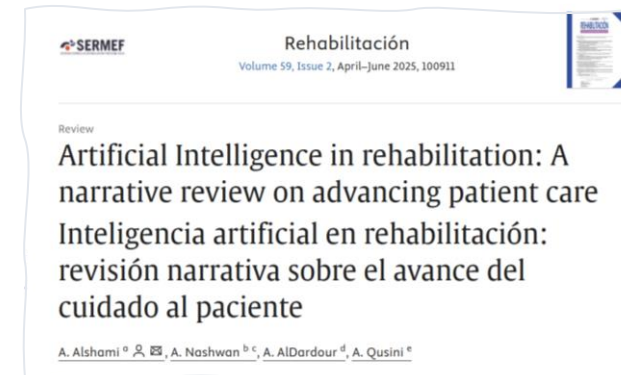 SERMEF
Rehabilitación
Volume 59, Issue 2, April–June 2025, 100911
REHABILITACIÓN
Review
Artificial Intelligence in rehabilitation: A
narrative review on advancing patient care
Inteligencia artificial en rehabilitación:
revisión narrativa sobre el avance del
cuidado al paciente
A. Alshami a, A. Nashwan b c, A. AlDardour d, A. Qusini e